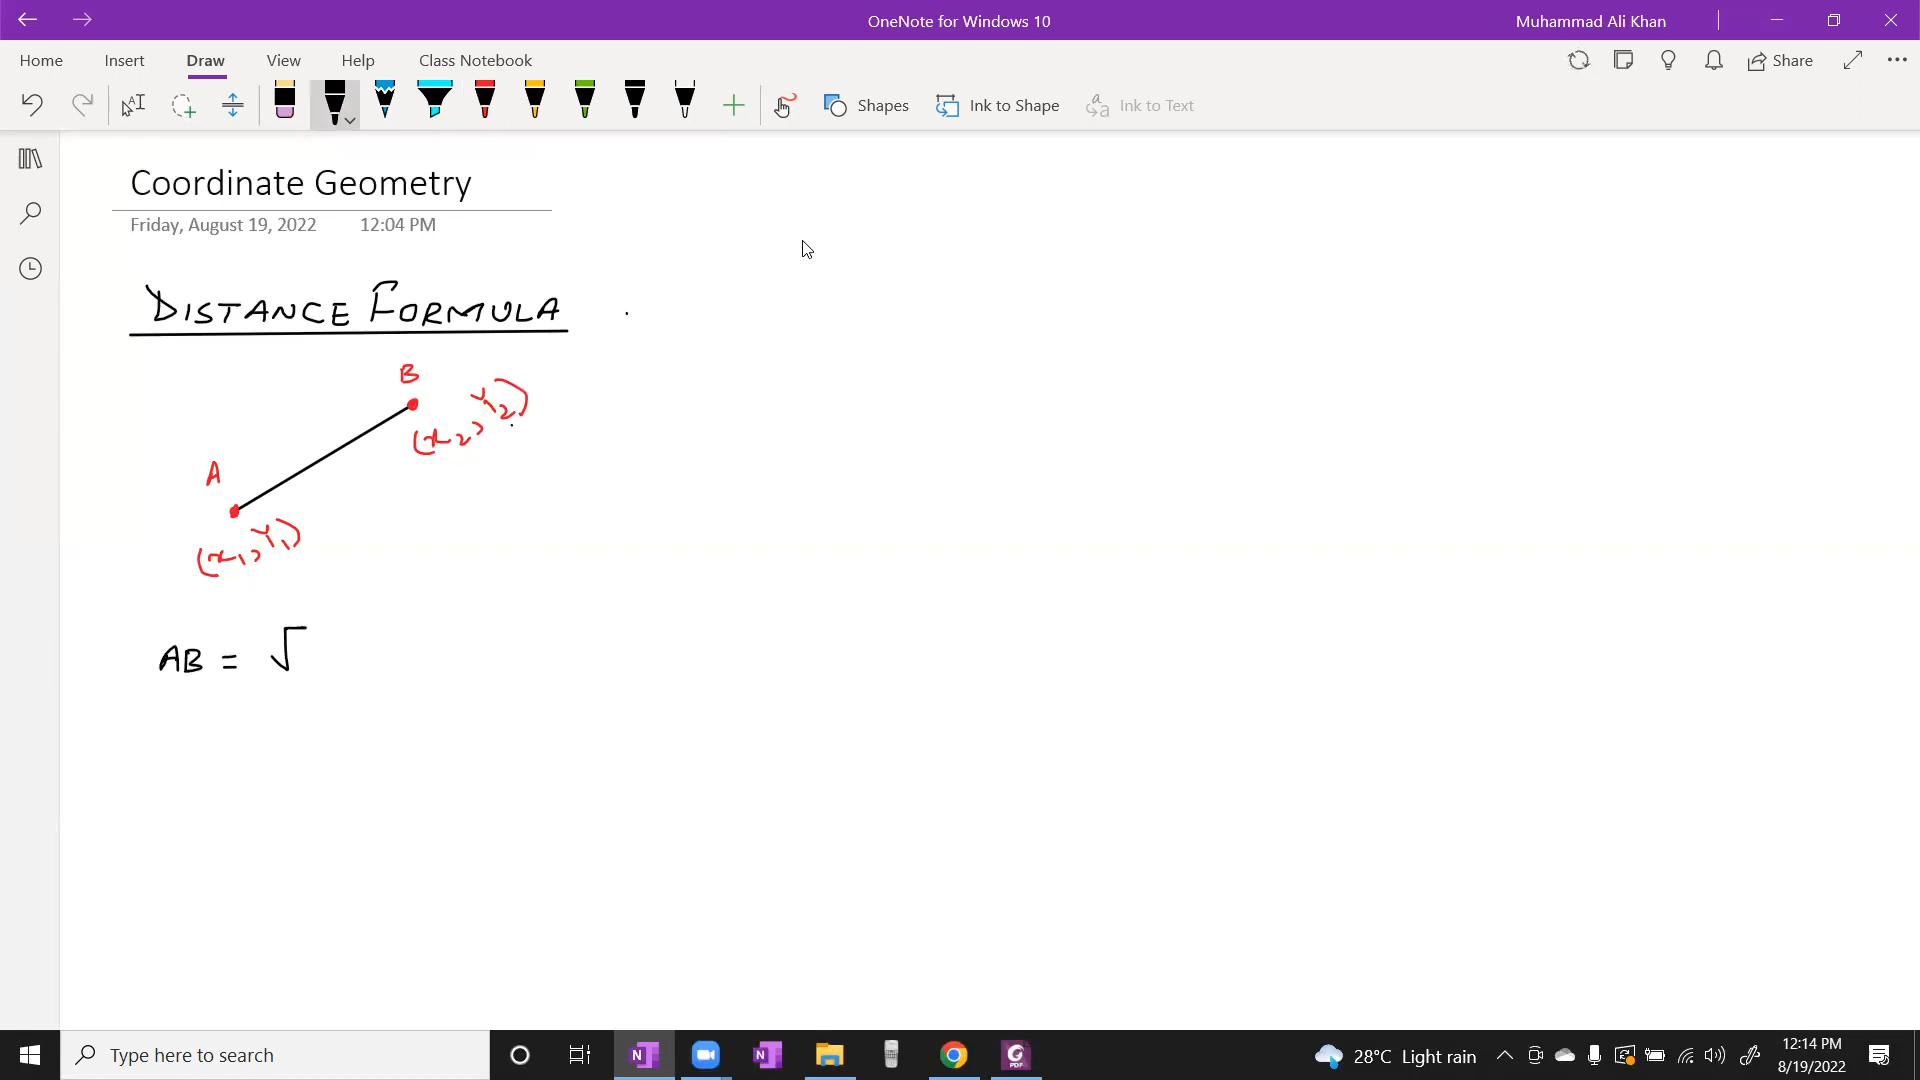 OneNote for Windows 10
Muhammad Ali Khan
Home Insert Draw View Help Class Notebook
Share
Shapes Ink to Shape Ink to Text
Coordinate Geometry
Friday, August 19, 2022 12:04 PM
DISTANCE FORMULA
B
(x₂, y₂)
A
(x₁, y₁)
AB = √
Type here to search
28°C Light rain
12:14 PM
8/19/2022